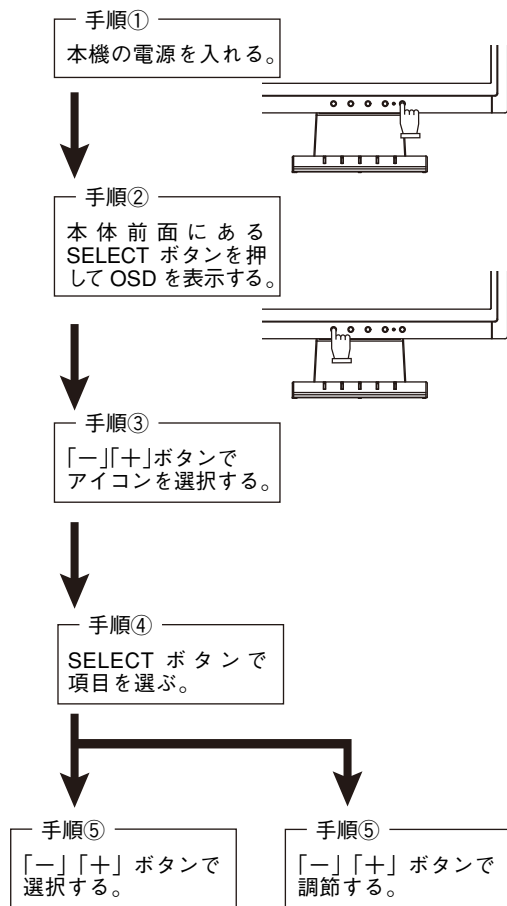 手順①
本機の電源を入れる。
手順②
本体前面にある
SELECT ボタンを押
して OSD を表示する。
手順③
「－」「＋」ボタンで
アイコンを選択する。
手順④
SELECT ボタンで
項目を選ぶ。
手順⑤
「－」「＋」ボタンで
選択する。
手順⑤
「－」「＋」ボタンで
調節する。